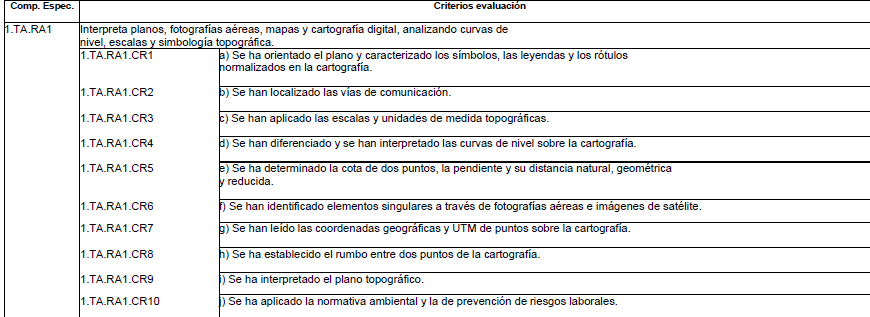 Comp. Espec. Criterios evaluación
1.TA.RA1 Interpreta planos, fotografías aéreas, mapas y cartografía digital, analizando curvas de
nivel, escalas y simbología topográfica.
1.TA.RA1.CR1 a) Se ha orientado el plano y caracterizado los símbolos, las leyendas y los rótulos
normalizados en la cartografía.
1.TA.RA1.CR2 b) Se han localizado las vías de comunicación.
1.TA.RA1.CR3 c) Se han aplicado las escalas y unidades de medida topográficas.
1.TA.RA1.CR4 d) Se han diferenciado y se han interpretado las curvas de nivel sobre la cartografía.
1.TA.RA1.CR5 e) Se ha determinado la cota de dos puntos, la pendiente y su distancia natural, geométrica
y reducida.
1.TA.RA1.CR6 f) Se han identificado elementos singulares a través de fotografías aéreas e imágenes de satélite.
1.TA.RA1.CR7 g) Se han leído las coordenadas geográficas y UTM de puntos sobre la cartografía.
1.TA.RA1.CR8 h) Se ha establecido el rumbo entre dos puntos de la cartografía.
1.TA.RA1.CR9 i) Se ha interpretado el plano topográfico.
1.TA.RA1.CR10 j) Se ha aplicado la normativa ambiental y la de prevención de riesgos laborales.